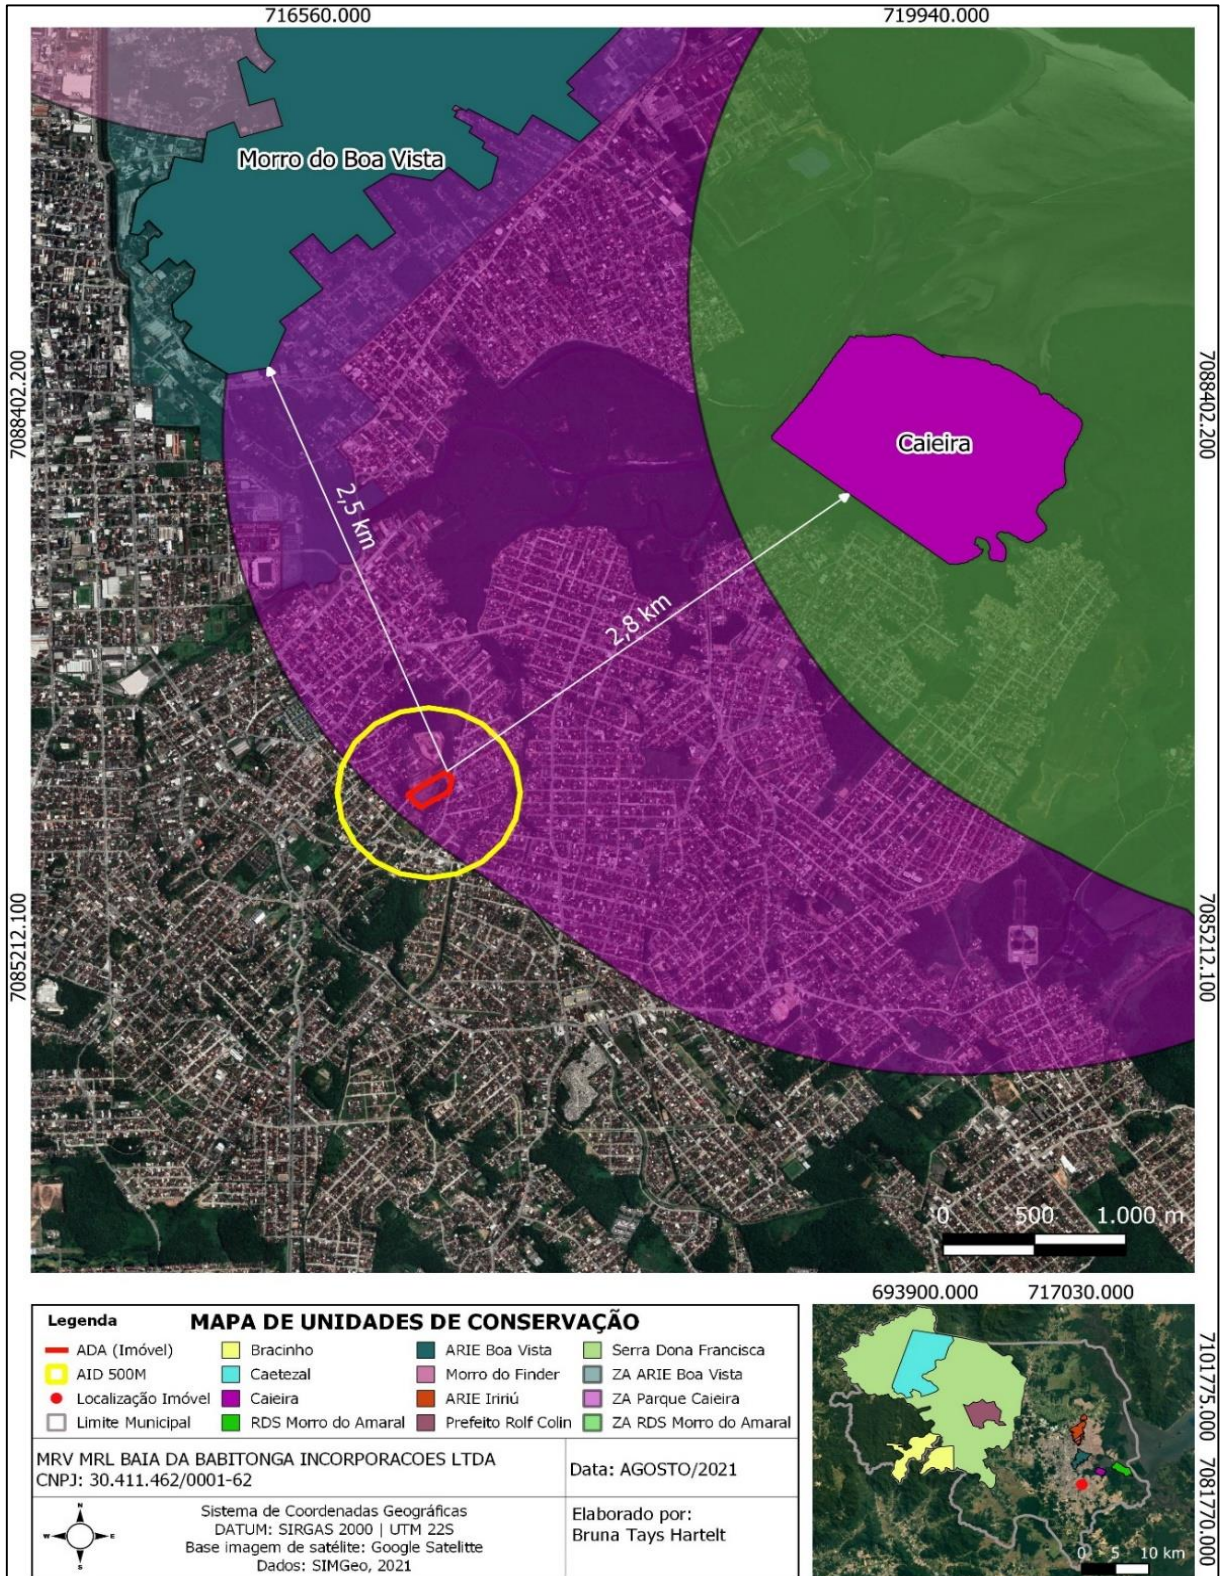 716560.000 719940.000
Morro do Boa Vista
7088402.200 7088402.200
Caieira
2,5 km
2,8 km
7085212.100 7085212.100
0 500 1.000 m
693900.000 717030.000
Legenda MAPA DE UNIDADES DE CONSERVAÇÃO
ADA (Imóvel) Bracinho ARIE Boa Vista Serra Dona Francisca
AID 500M Caetezal Morro do Finder ZA ARIE Boa Vista
Localização Imóvel Caieira ARIE Iririú ZA Parque Caieira
Limite Municipal RDS Morro do Amaral Prefeito Rolf Colin ZA RDS Morro do Amaral
7101775.000
7081770.000
MRV MRL BAIA DA BABITONGA INCORPORACOES LTDA
CNPJ: 30.411.462/0001-62
Data: AGOSTO/2021
N
W E
S
Sistema de Coordenadas Geográficas
DATUM: SIRGAS 2000 | UTM 22S
Base imagem de satélite: Google Satelitte
Dados: SIMGeo, 2021
Elaborado por:
Bruna Tays Hartelt
0 5 10 km